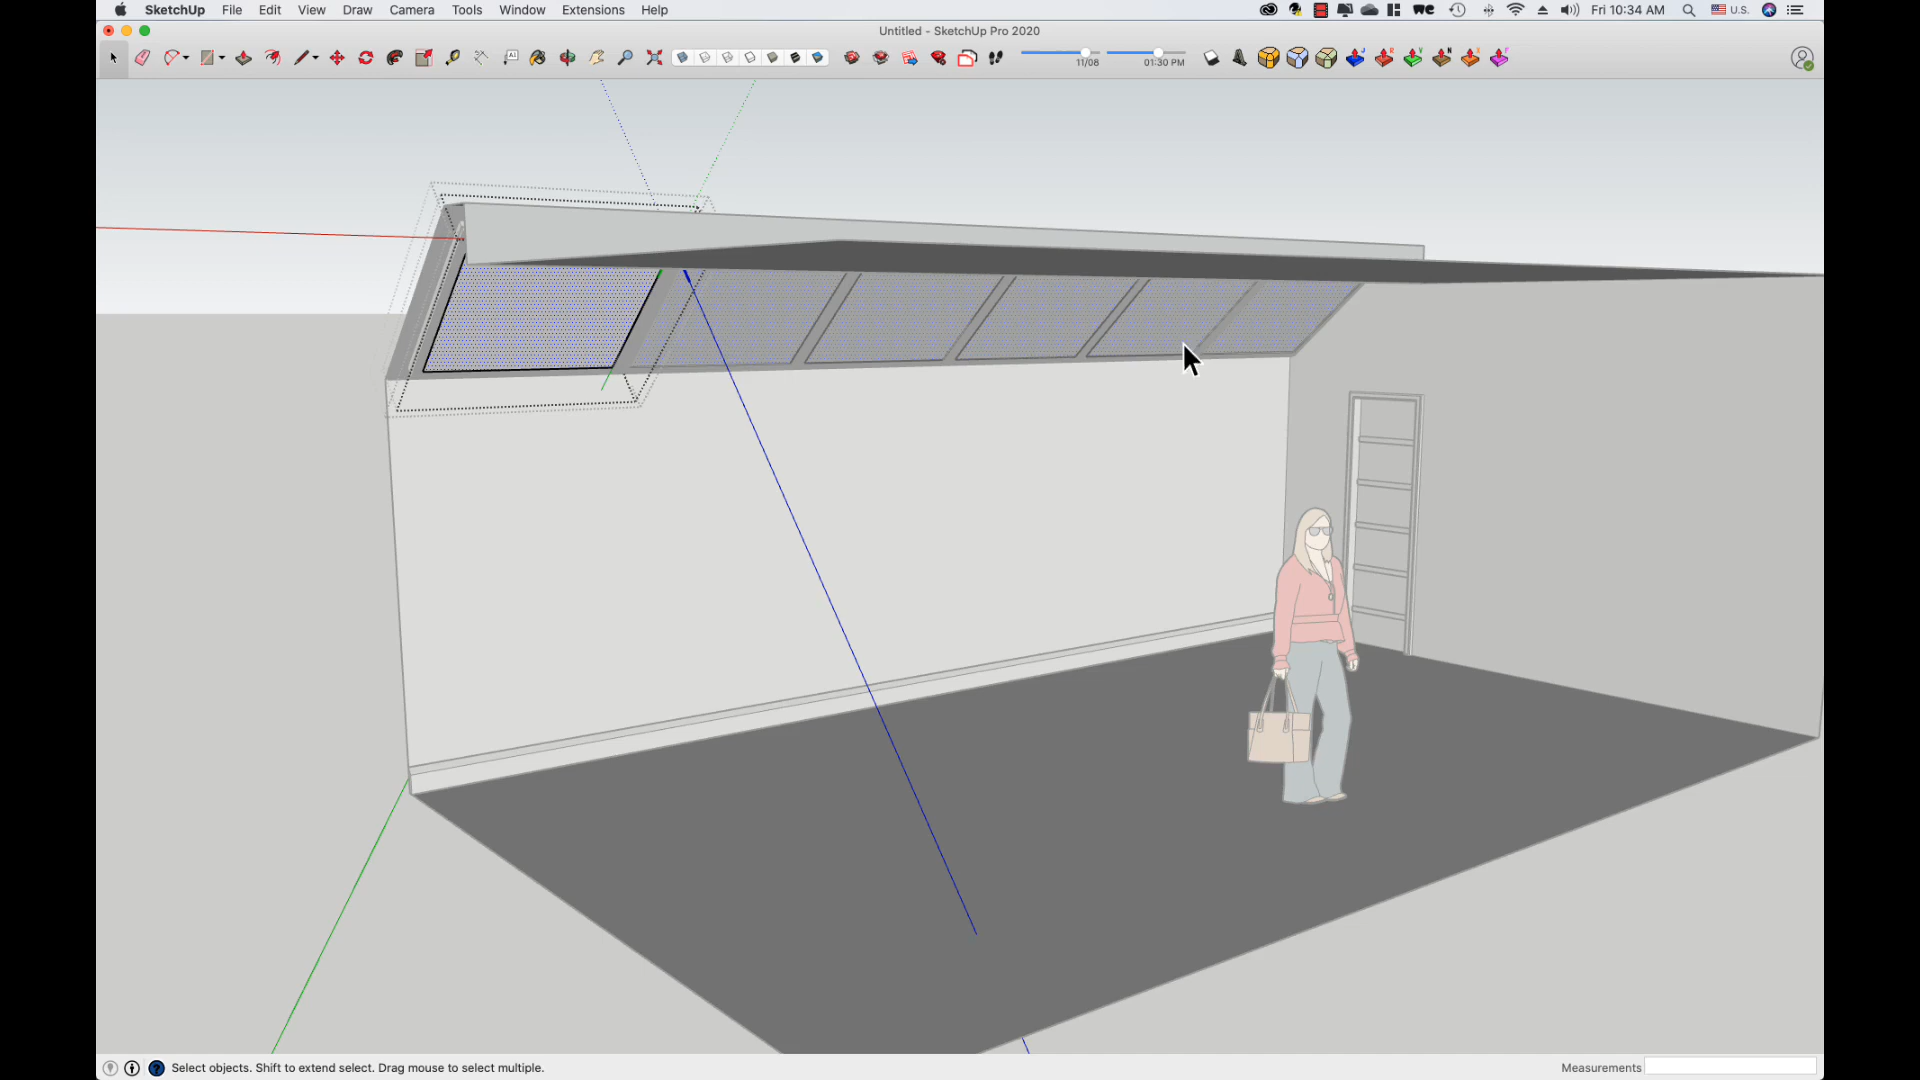 SketchUp File Edit View Draw Camera Tools Window Extensions Help
U.S. Fri 10:34 AM
Untitled - SketchUp Pro 2020
11/08 01:30 PM
Select objects. Shift to extend select. Drag mouse to select multiple.
Measurements